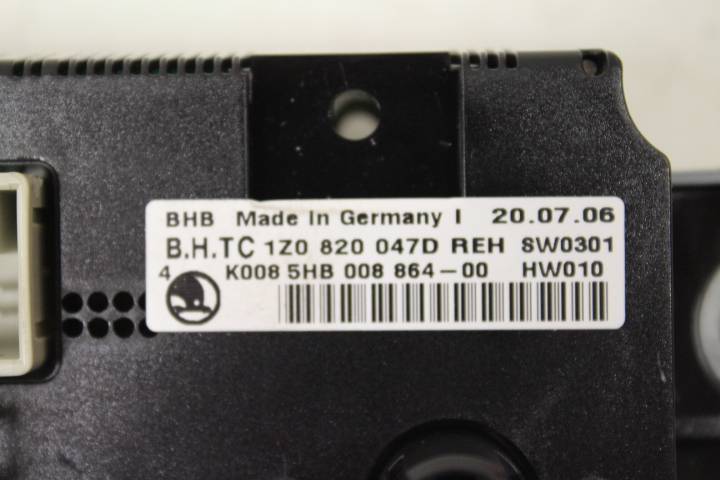 BHB Made In Germany I 20.07.06
B.H.TC 1Z0 820 047D REH SW0301
4 K008 5HB 008 864-00 HW010